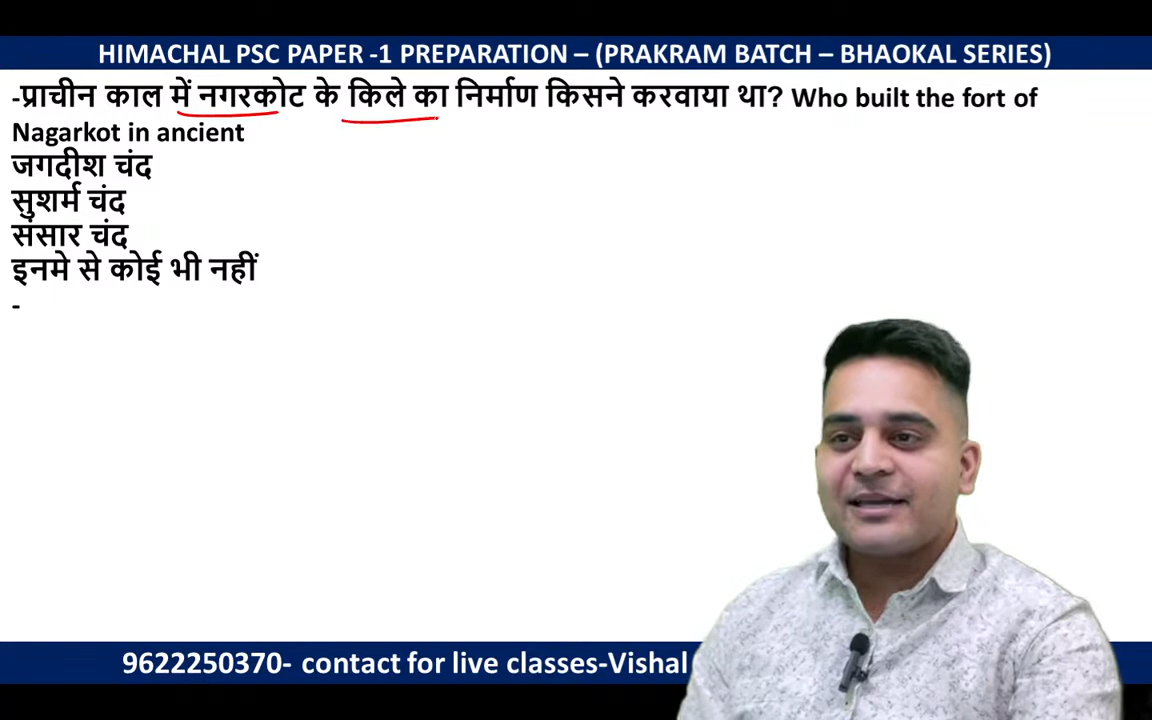 HIMACHAL PSC PAPER -1 PREPARATION – (PRAKRAM BATCH – BHAOKAL SERIES)
-प्राचीन काल में नगरकोट के किले का निर्माण किसने करवाया था? Who built the fort of
Nagarkot in ancient
जगदीश चंद
सुशर्म चंद
संसार चंद
इनमे से कोई भी नहीं
-
9622250370- contact for live classes-Vishal